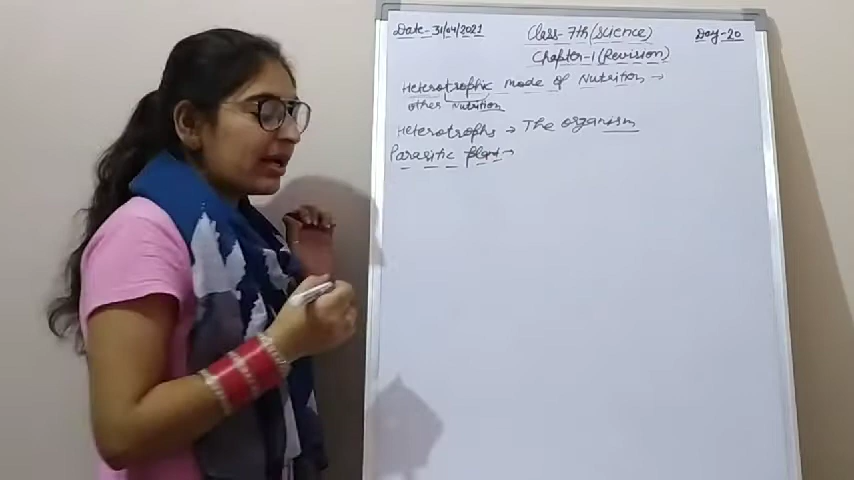 Date-31/04/2021 Class-7th(Science) Day-20
Chapter-1(Revision)
Heterotrophic Mode of Nutrition →
other Nutrition
Heterotrophs → The organism
Parasitic plant →